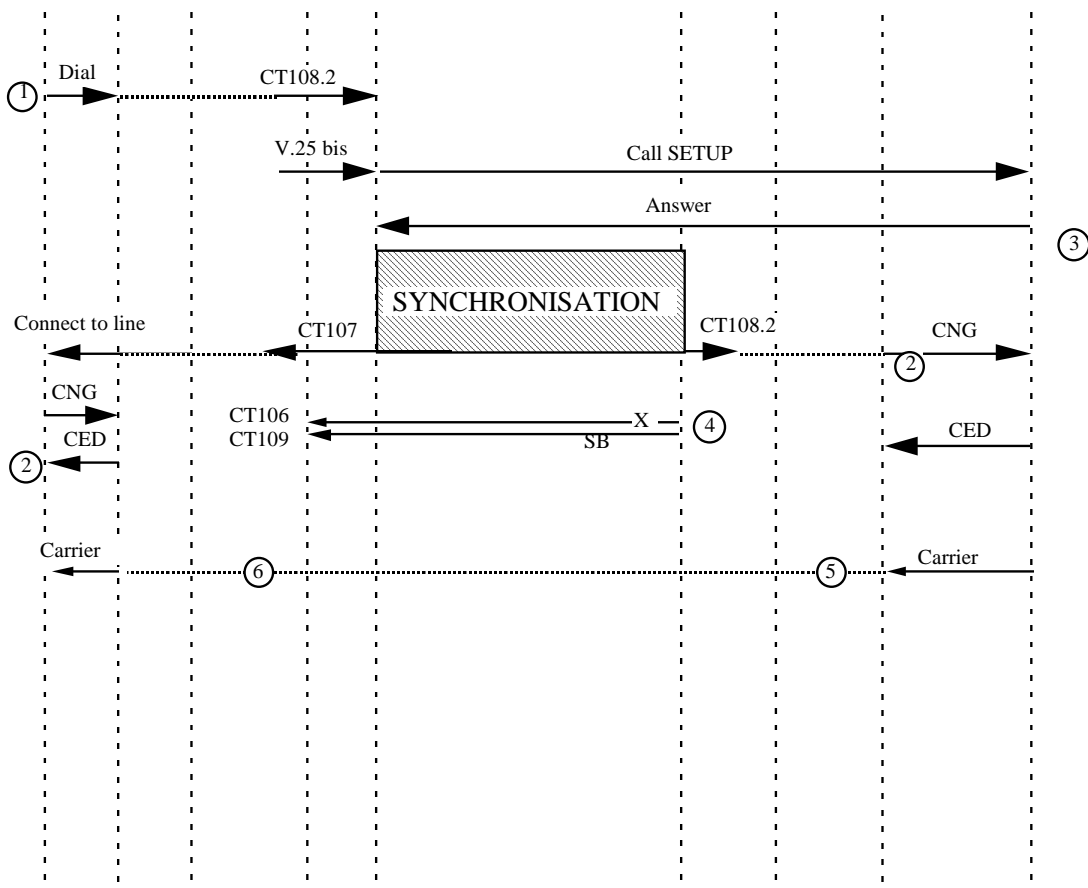 Dial
CT108.2
1
V.25 bis
Call SETUP
Answer
3
SYNCHRONISATION
Connect to line
CT107
CT108.2
CNG
2
CNG
CT106
X
4
CED
CT109
SB
CED
2
Carrier
6
5
Carrier